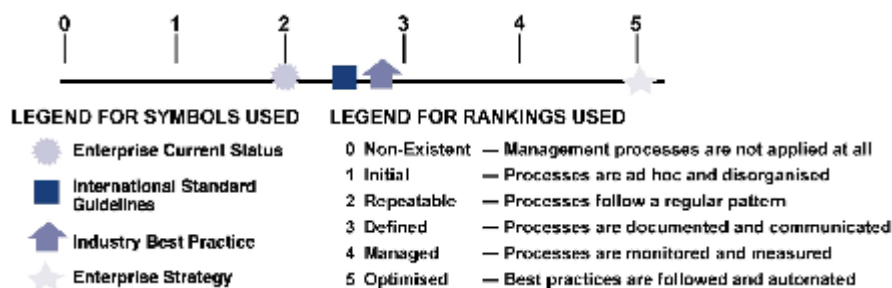 0 1 2 3 4 5
LEGEND FOR SYMBOLS USED
Enterprise Current Status
International Standard
Guidelines
Industry Best Practice
Enterprise Strategy
LEGEND FOR RANKINGS USED
0 Non-Existent — Management processes are not applied at all
1 Initial — Processes are ad hoc and disorganised
2 Repeatable — Processes follow a regular pattern
3 Defined — Processes are documented and communicated
4 Managed — Processes are monitored and measured
5 Optimised — Best practices are followed and automated